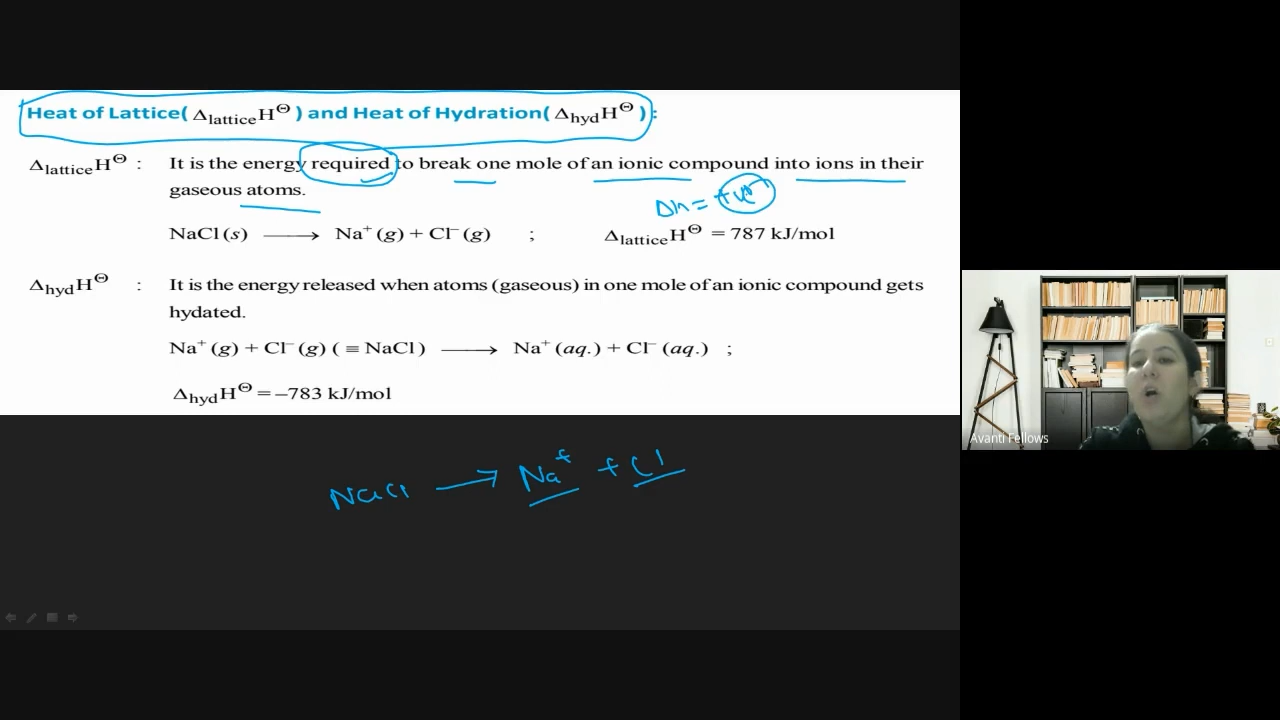 Heat of Lattice( ΔlatticeH⊖ ) and Heat of Hydration( ΔhydH⊖ ):
ΔlatticeH⊖ : It is the energy required to break one mole of an ionic compound into ions in their
gaseous atoms.
Δh = +ve
NaCl (s) ⟶ Na⁺ (g) + Cl⁻ (g) ; ΔlatticeH⊖ = 787 kJ/mol
ΔhydH⊖ : It is the energy released when atoms (gaseous) in one mole of an ionic compound gets
hydated.
Na⁺ (g) + Cl⁻ (g) ( ≡ NaCl ) ⟶ Na⁺ (aq.) + Cl⁻ (aq.) ;
ΔhydH⊖ = –783 kJ/mol
Avanti Fellows
NaCl → Na⁺ + Cl